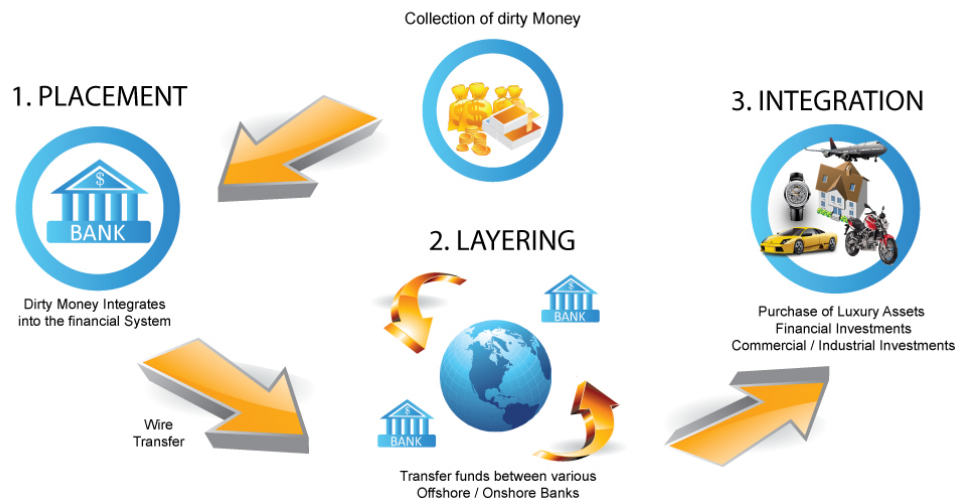 Collection of dirty Money
1. PLACEMENT
$
BANK
Dirty Money Integrates
into the financial System
Wire
Transfer
2. LAYERING
BANK
BANK
Transfer funds between various
Offshore / Onshore Banks
3. INTEGRATION
Purchase of Luxury Assets
Financial Investments
Commercial / Industrial Investments